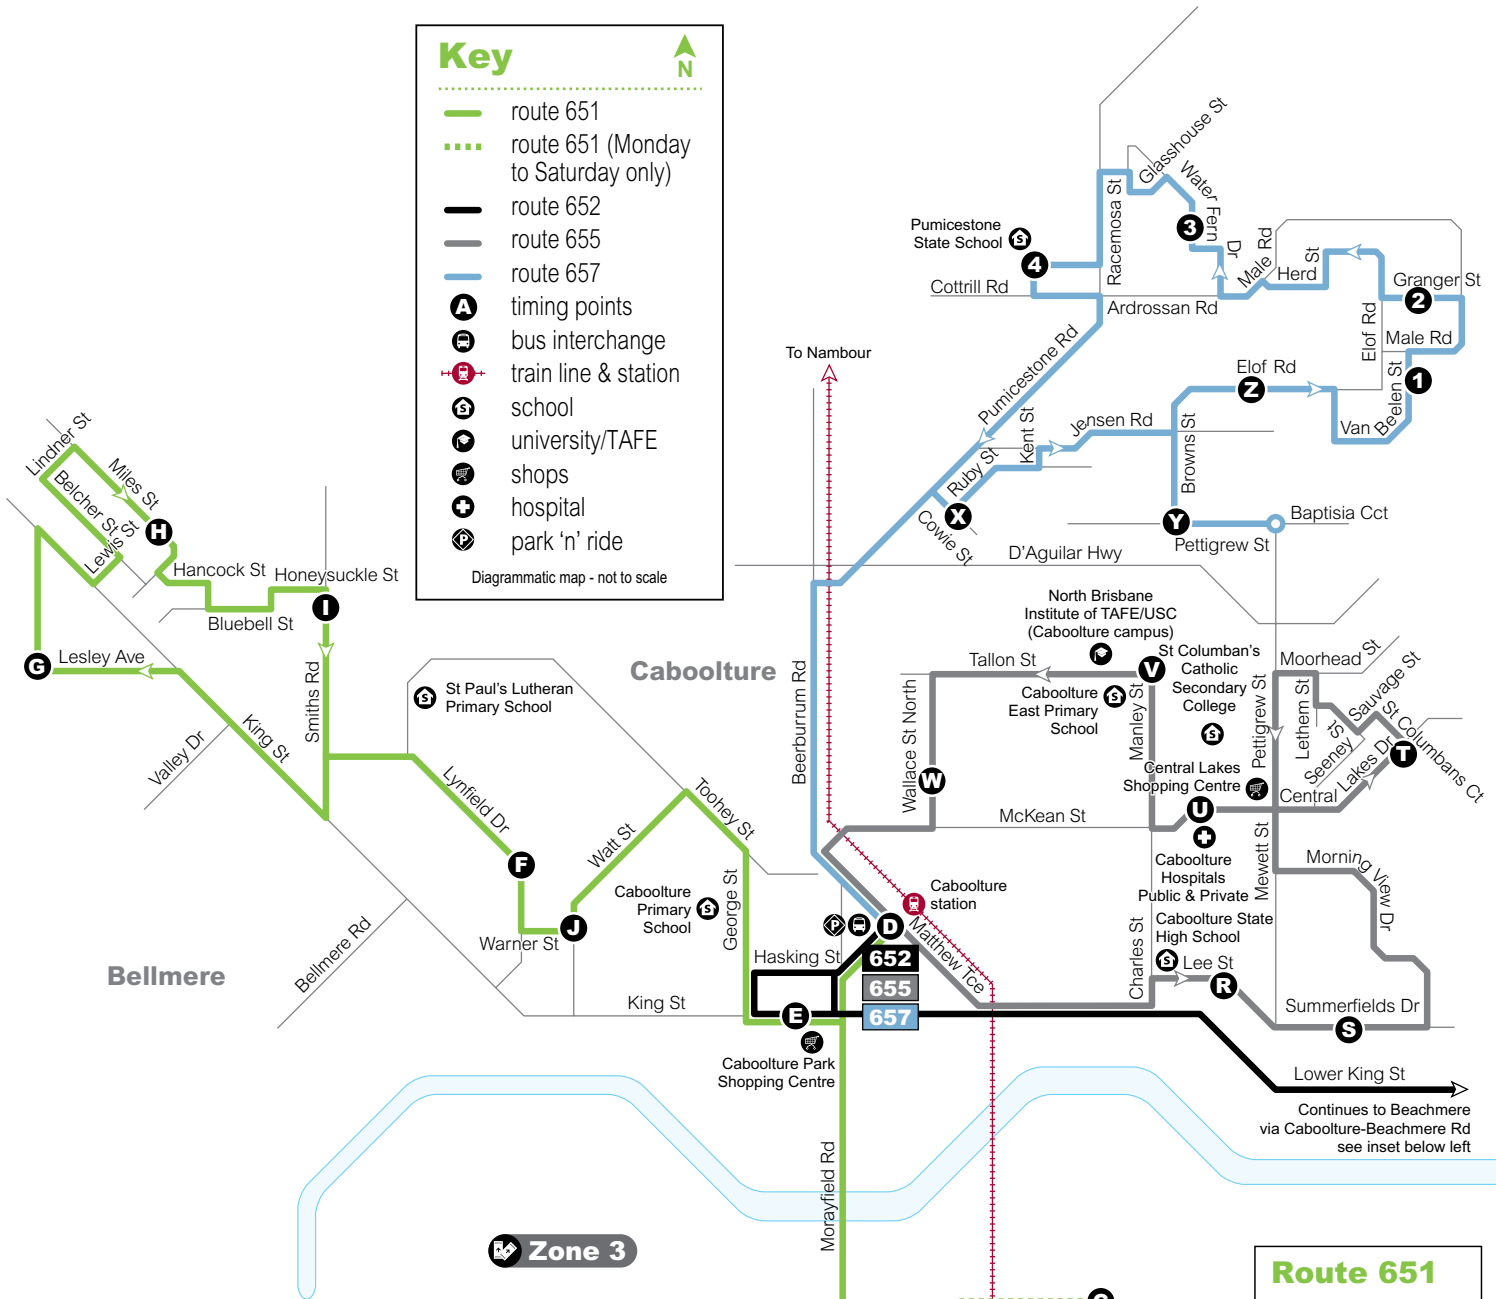 Key
N
route 651
route 651 (Monday
to Saturday only)
route 652
route 655
route 657
A
timing points
bus interchange
train line & station
S
school
university/TAFE
shops
hospital
P
park 'n' ride
Diagrammatic map - not to scale
Glasshouse St
Water Fern
Dr
Racemosa St
3
Pumicestone
State School
S
4
Cottrill Rd
Ardrossan Rd
Male Rd
Herd
St
Granger St
2
Elof Rd
Male Rd
1
Van
Beelen St
Elof Rd
Z
To Nambour
Pumicestone Rd
Kent St
Jensen Rd
Ruby St
Browns St
X
Cowie St
Y
Baptisia Cct
Pettigrew St
D'Aguilar Hwy
Lindner St
Miles St
Belcher St
Lewis St
H
Hancock St
Honeysuckle St
I
Bluebell St
G
Lesley Ave
Smiths Rd
King St
Valley Dr
Caboolture
S
St Paul's Lutheran
Primary School
Beerburrum Rd
North Brisbane
Institute of TAFE/USC
(Caboolture campus)
Tallon St
V
St Columban's
Catholic
Secondary
College
S
Caboolture
East Primary
School
S
Manley St
Wallace St North
W
Pettigrew St
Moorhead St
Lethem St
Sauvage St
St Columbans Ct
Seeney
St
T
Central Lakes
Shopping Centre
Central
Lakes Dr
U
McKean St
Caboolture
Hospitals
Public & Private
Mewett St
Morning View Dr
Lynfield Dr
F
Watt St
Toohey St
George St
Caboolture
Primary
School
S
J
Warner St
Bellmere Rd
Bellmere
King St
Hasking St
E
Caboolture Park
Shopping Centre
P
D
Caboolture
station
Matthew Tce
652
655
657
Charles St
Caboolture State
High School
S
Lee St
R
Summerfields Dr
S
Lower King St
Continues to Beachmere
via Caboolture-Beachmere Rd
see inset below left
Morayfield Rd
Zone 3
Route 651